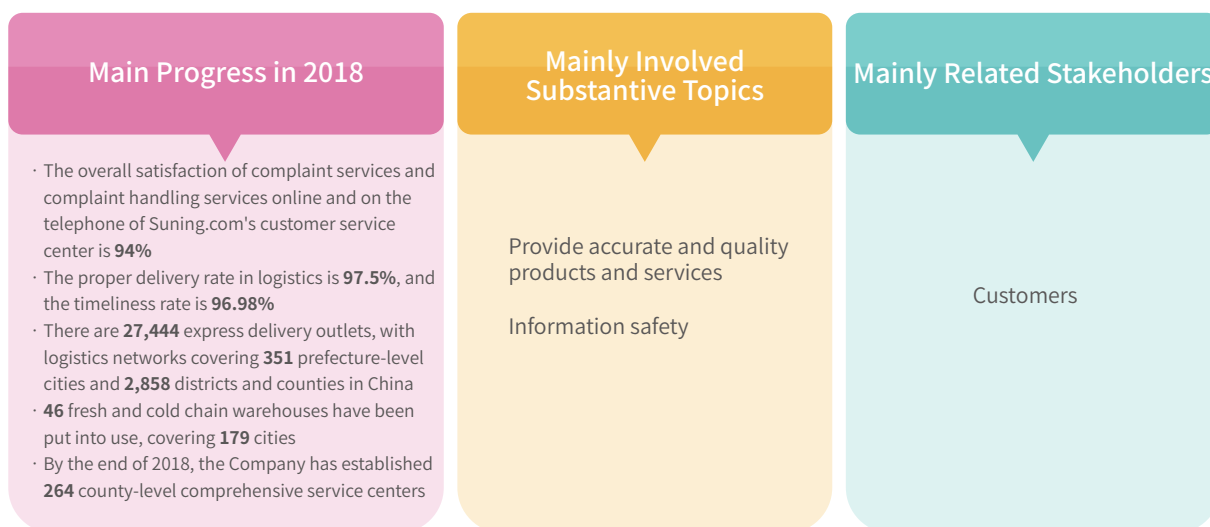 Main Progress in 2018
· The overall satisfaction of complaint services and
complaint handling services online and on the
telephone of Suning.com's customer service
center is 94%
· The proper delivery rate in logistics is 97.5%, and
the timeliness rate is 96.98%
· There are 27,444 express delivery outlets, with
logistics networks covering 351 prefecture-level
cities and 2,858 districts and counties in China
· 46 fresh and cold chain warehouses have been
put into use, covering 179 cities
· By the end of 2018, the Company has established
264 county-level comprehensive service centers
Mainly Involved
Substantive Topics
Provide accurate and quality
products and services
Information safety
Mainly Related Stakeholders
Customers